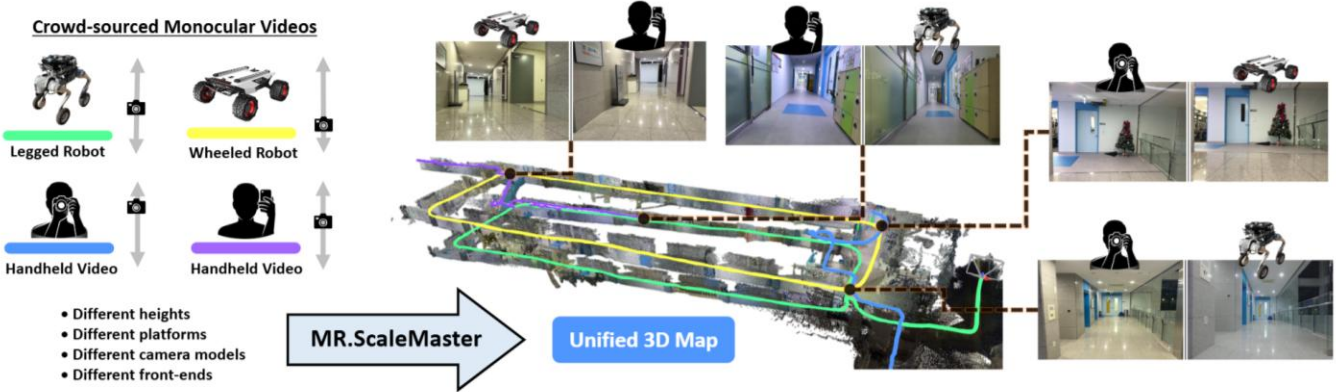 Crowd-sourced Monocular Videos
Legged Robot
Wheeled Robot
Handheld Video
Handheld Video
• Different heights
• Different platforms
• Different camera models
• Different front-ends
MR.ScaleMaster
Unified 3D Map